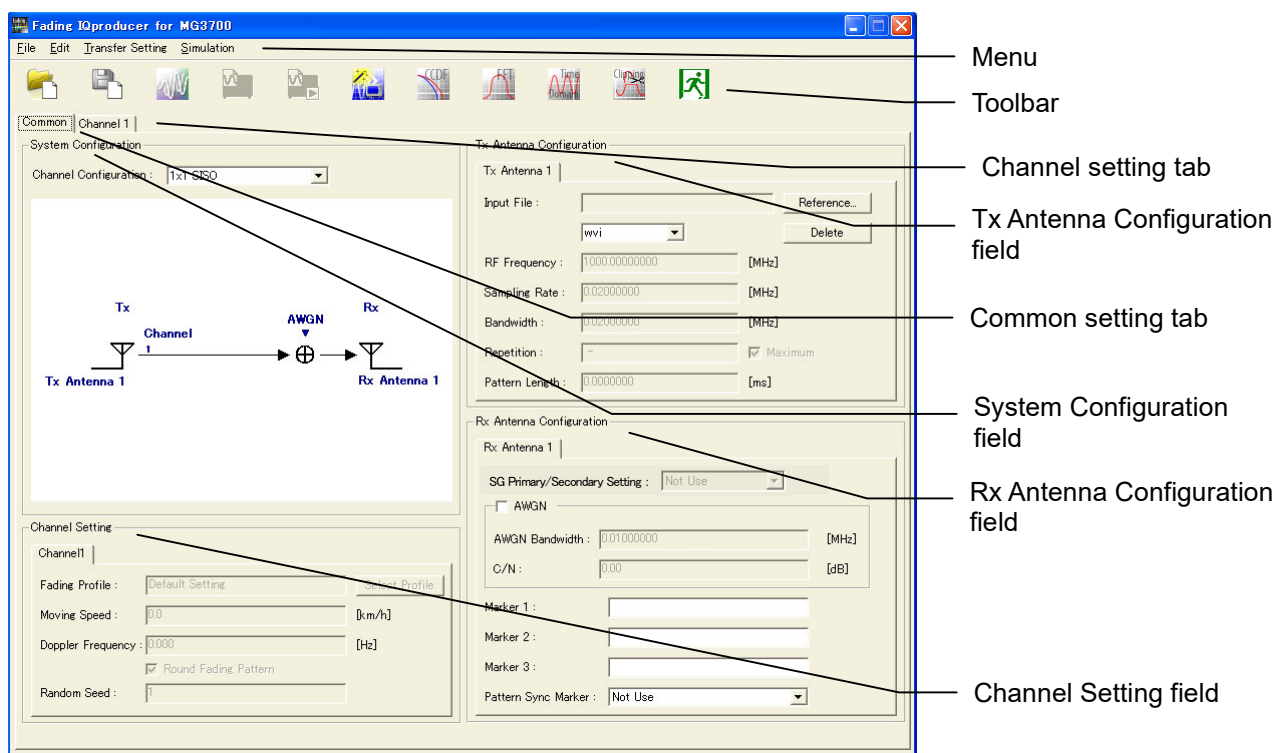 Fading IQproducer for MG3700
File Edit Transfer Setting Simulation
CCDF FFT Time Domain Clipping
Common Channel 1
System Configuration
Channel Configuration : 1x1 SISO
Tx
Rx
AWGN
Channel
1
Tx Antenna 1
Rx Antenna 1
Channel Setting
Channel1
Fading Profile : Default Setting Select Profile
Moving Speed : 0.0 [km/h]
Doppler Frequency : 0.000 [Hz]
Round Fading Pattern
Random Seed : 1
Tx Antenna Configuration
Tx Antenna 1
Input File : Reference...
wvi Delete
RF Frequency : 1000.00000000 [MHz]
Sampling Rate : 0.02000000 [MHz]
Bandwidth : 0.02000000 [MHz]
Repetition : - Maximum
Pattern Length : 0.0000000 [ms]
Rx Antenna Configuration
Rx Antenna 1
SG Primary/Secondary Setting : Not Use
AWGN
AWGN Bandwidth : 0.01000000 [MHz]
C/N : 0.00 [dB]
Marker 1 :
Marker 2 :
Marker 3 :
Pattern Sync Marker : Not Use
Menu
Toolbar
Channel setting tab
Tx Antenna Configuration
field
Common setting tab
System Configuration
field
Rx Antenna Configuration
field
Channel Setting field